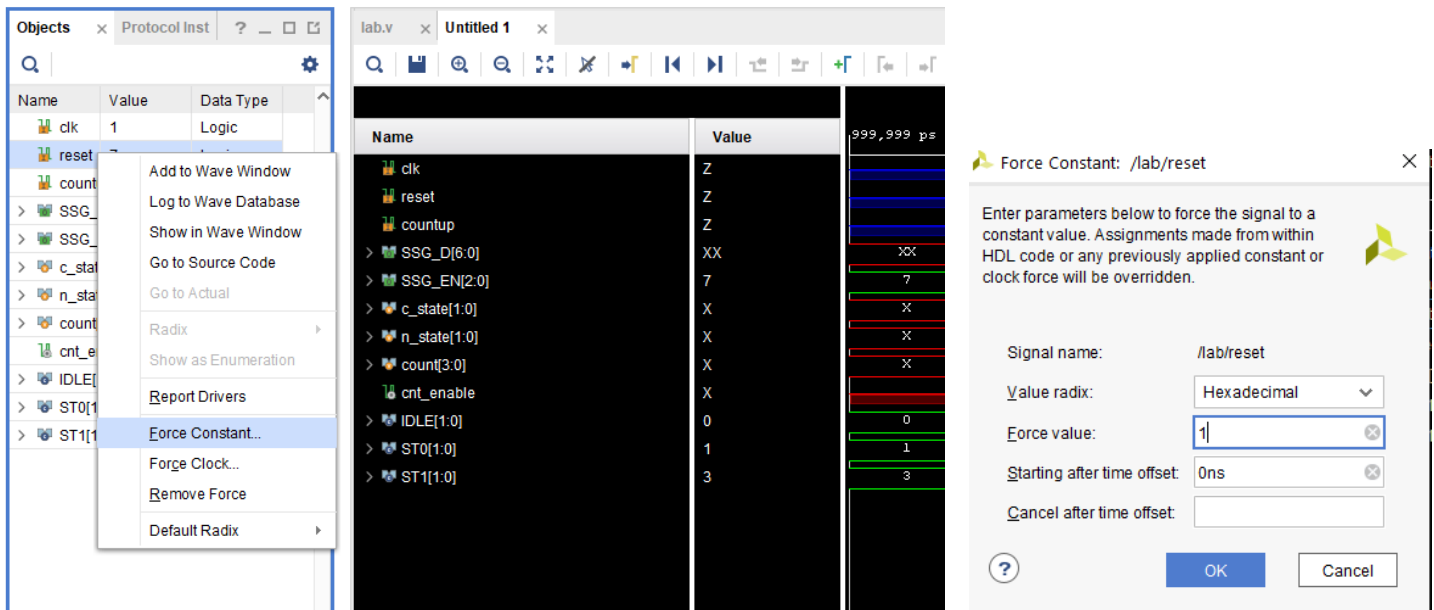 Objects × Protocol Inst ?
Name Value Data Type
clk 1 Logic
reset
count
SSG_
SSG_
c_stat
n_sta
count
cnt_e
IDLE[
ST0[1
ST1[1
Add to Wave Window
Log to Wave Database
Show in Wave Window
Go to Source Code
Go to Actual
Radix
Show as Enumeration
Report Drivers
Force Constant...
Force Clock...
Remove Force
Default Radix
lab.v × Untitled 1 ×
Name Value 999,999 ps
clk Z
reset Z
countup Z
SSG_D[6:0] XX XX
SSG_EN[2:0] 7 7
c_state[1:0] X X
n_state[1:0] X X
count[3:0] X X
cnt_enable X
IDLE[1:0] 0 0
ST0[1:0] 1 1
ST1[1:0] 3 3
Force Constant: /lab/reset ×
Enter parameters below to force the signal to a
constant value. Assignments made from within
HDL code or any previously applied constant or
clock force will be overridden.
Signal name: /lab/reset
Value radix: Hexadecimal
Force value: 1
Starting after time offset: 0ns
Cancel after time offset:
? OK Cancel